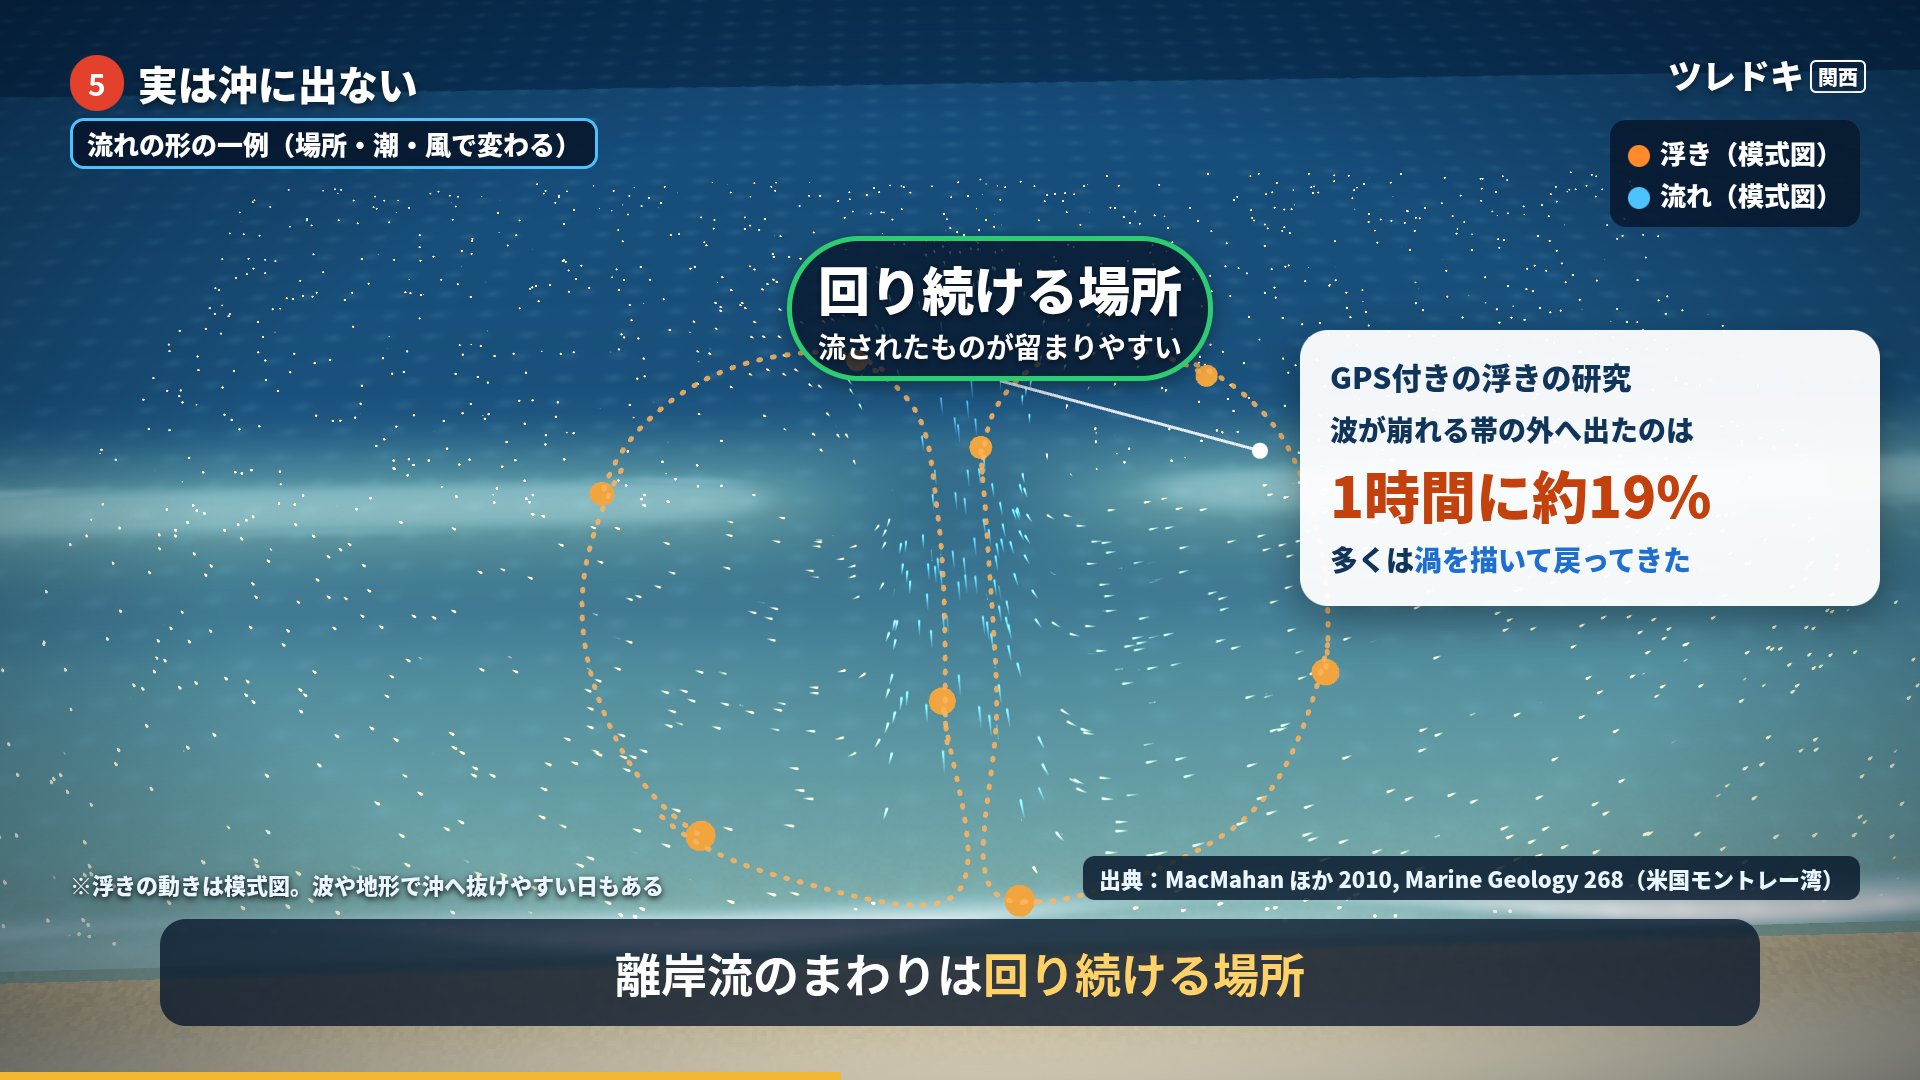 5 実は沖に出ない
流れの形の一例（場所・潮・風で変わる）
ツレドキ 関西
浮き（模式図）
流れ（模式図）
回り続ける場所
流されたものが留まりやすい
GPS付きの浮きの研究
波が崩れる帯の外へ出たのは
1時間に約19%
多くは渦を描いて戻ってきた
※浮きの動きは模式図。波や地形で沖へ抜けやすい日もある
出典：MacMahan ほか 2010, Marine Geology 268（米国モントレー湾）
離岸流のまわりは回り続ける場所